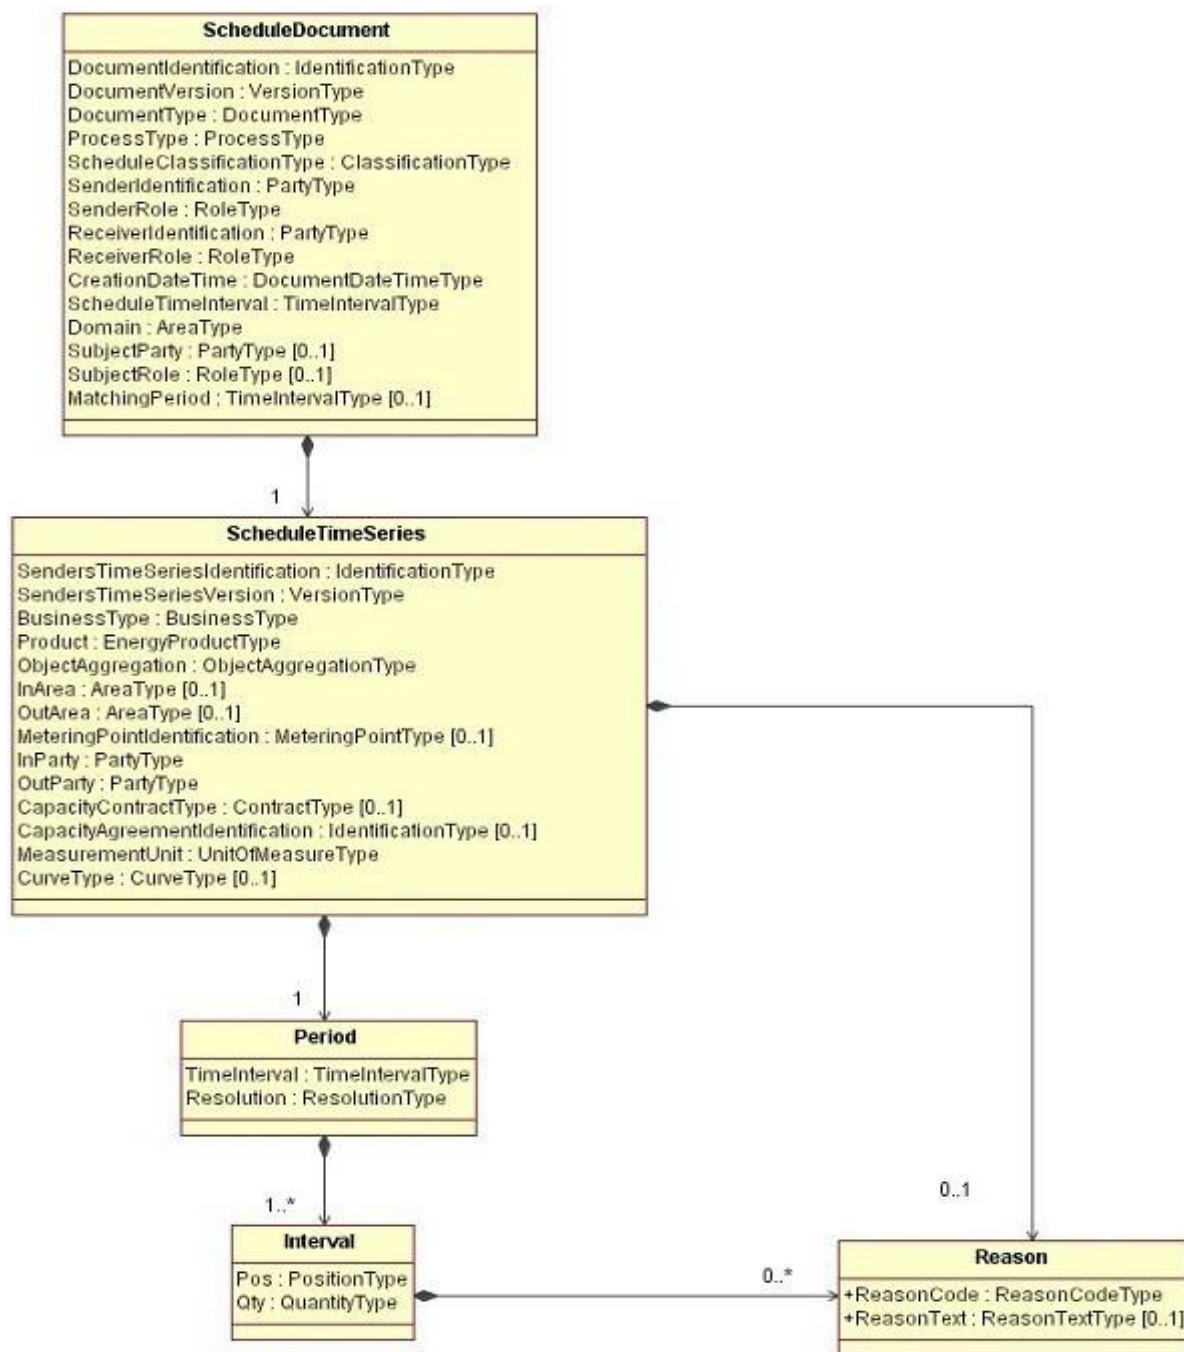 ScheduleDocument
DocumentIdentification : IdentificationType
DocumentVersion : VersionType
DocumentType : DocumentType
ProcessType : ProcessType
ScheduleClassificationType : ClassificationType
SenderIdentification : PartyType
SenderRole : RoleType
ReceiverIdentification : PartyType
ReceiverRole : RoleType
CreationDateTime : DocumentDateTimeType
ScheduleTimeInterval : TimeIntervalType
Domain : AreaType
SubjectParty : PartyType [0..1]
SubjectRole : RoleType [0..1]
MatchingPeriod : TimeIntervalType [0..1]
1
ScheduleTimeSeries
SendersTimeSeriesIdentification : IdentificationType
SendersTimeSeriesVersion : VersionType
BusinessType : BusinessType
Product : EnergyProductType
ObjectAggregation : ObjectAggregationType
InArea : AreaType [0..1]
OutArea : AreaType [0..1]
MeteringPointIdentification : MeteringPointType [0..1]
InParty : PartyType
OutParty : PartyType
CapacityContractType : ContractType [0..1]
CapacityAgreementIdentification : IdentificationType [0..1]
MeasurementUnit : UnitOfMeasureType
CurveType : CurveType [0..1]
1
Period
TimeInterval : TimeIntervalType
Resolution : ResolutionType
1..*
0..1
Interval
Pos : PositionType
Qty : QuantityType
0..*
Reason
+ReasonCode : ReasonCodeType
+ReasonText : ReasonTextType [0..1]